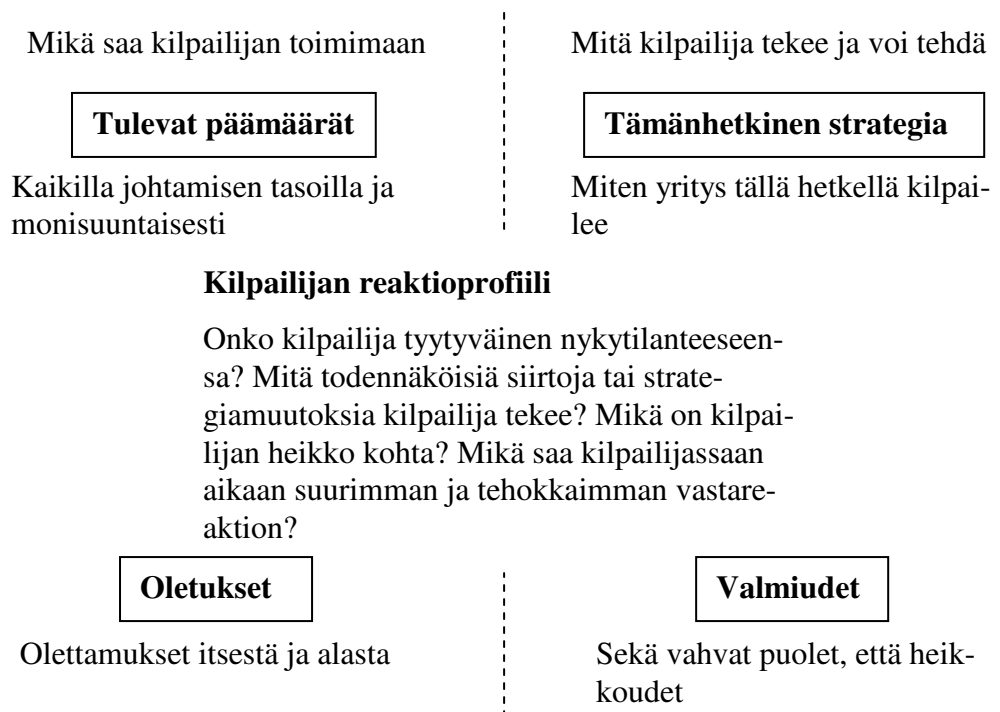 Mikä saa kilpailijan toimimaan
Mitä kilpailija tekee ja voi tehdä
Tulevat päämäärät
Tämänhetkinen strategia
Kaikilla johtamisen tasoilla ja
monisuuntaisesti
Miten yritys tällä hetkellä kilpai-
lee
Kilpailijan reaktioprofiili
Onko kilpailija tyytyväinen nykytilanteeseen-
sa? Mitä todennäköisiä siirtoja tai strate-
giamuutoksia kilpailija tekee? Mikä on kilpai-
lijan heikko kohta? Mikä saa kilpailijassaan
aikaan suurimman ja tehokkaimman vastare-
aktion?
Oletukset
Valmiudet
Olettamukset itsestä ja alasta
Sekä vahvat puolet, että heik-
koudet